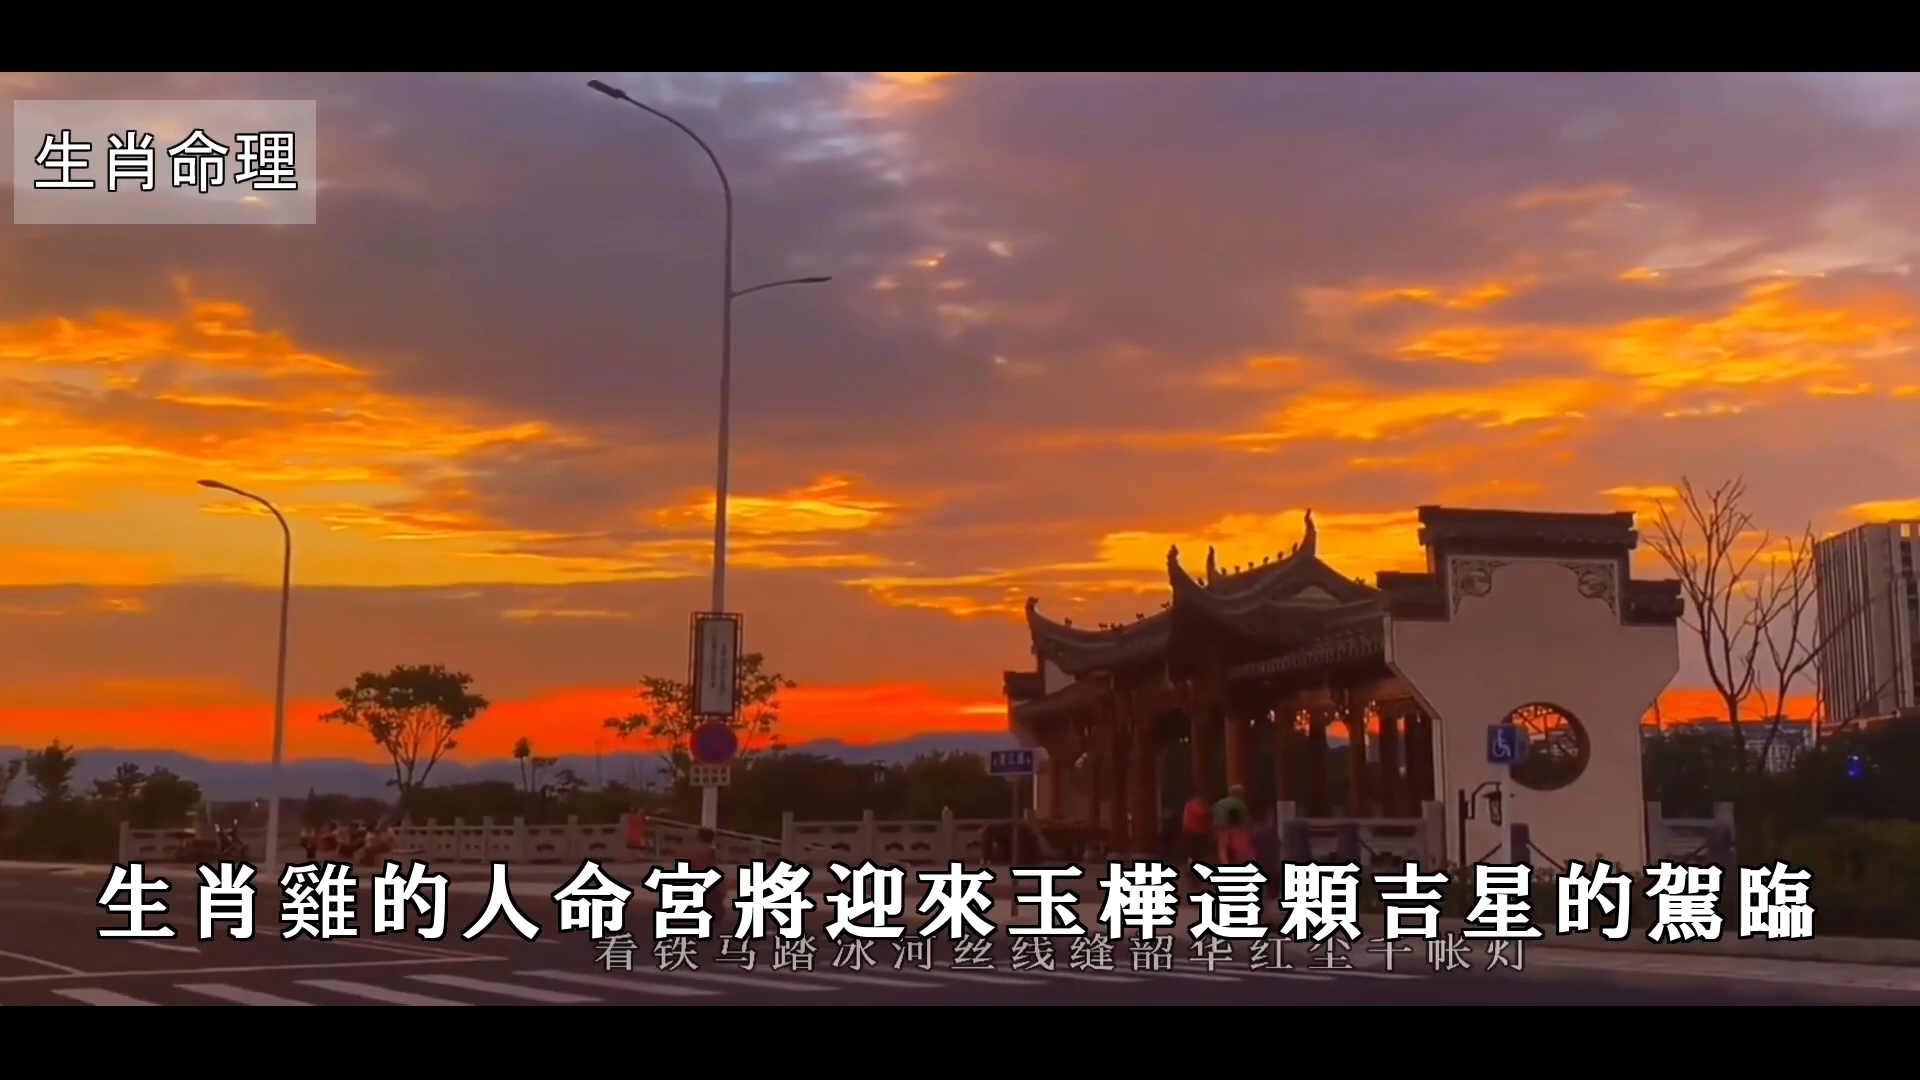 生肖命理
生肖雞的人命宮將迎來玉樺這顆吉星的駕臨
看铁马踏冰河丝线缝韶华红尘千帐灯